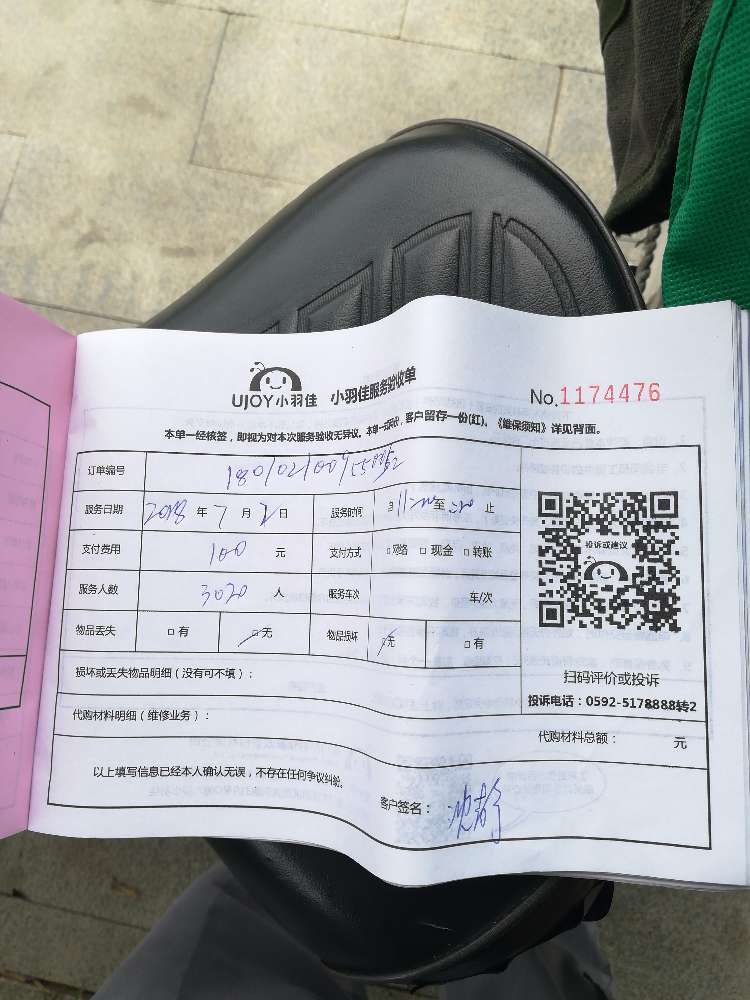 UJOY小羽佳 小羽佳服务验收单
No.1174476
本单一经核签，即视为对本次服务验收无异议。本单一式两份，客户留存一份(红)。《维保须知》详见背面。
订单编号
服务日期 2018 年 7 月 2 日 服务时间 自 至 止
支付费用 100 元 支付方式 □网络 □现金 □转账
服务人数 3020 人 服务车次 车/次
物品丢失 □有 □无 物品损坏 □无 □有
投诉或建议
扫码评价或投诉
投诉电话：0592-5178888转2
损坏或丢失物品明细（没有可不填）：
代购材料明细（维修业务）：
代购材料总额： 元
以上填写信息已经本人确认无误，不存在任何争议纠纷。
客户签名：